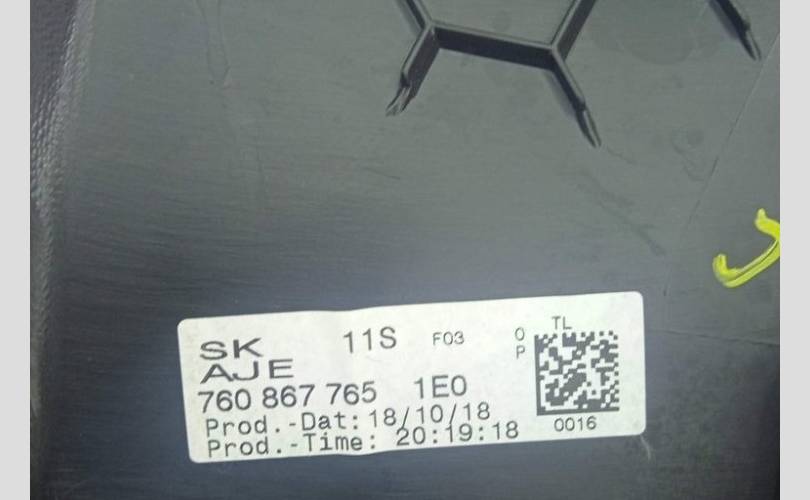 SK 11S F03 0 TL
AJE P
760 867 765 1E0
Prod.-Dat: 18/10/18
Prod.-Time: 20:19:18 0016